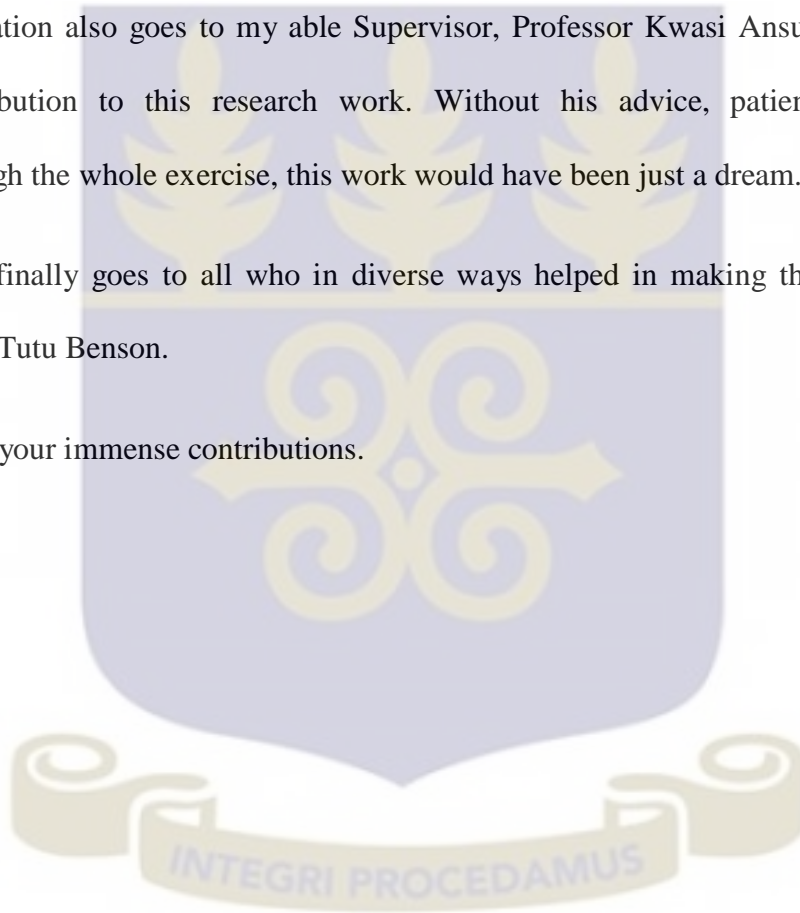 ation also goes to my able Supervisor, Professor Kwasi Ansu
bution to this research work. Without his advice, patien
gh the whole exercise, this work would have been just a dream.
finally goes to all who in diverse ways helped in making th
Tutu Benson.
your immense contributions.
INTEGRI PROCEDAMUS